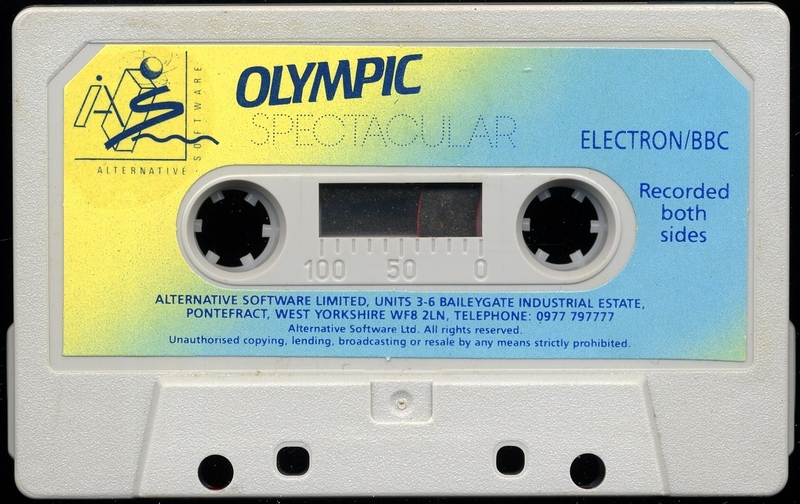 iAS
SOFTWARE
ALTERNATIVE
OLYMPIC
SPECTACULAR
ELECTRON/BBC
Recorded
both
sides
100 50 0
ALTERNATIVE SOFTWARE LIMITED, UNITS 3-6 BAILEYGATE INDUSTRIAL ESTATE,
PONTEFRACT, WEST YORKSHIRE WF8 2LN, TELEPHONE: 0977 797777
Alternative Software Ltd. All rights reserved.
Unauthorised copying, lending, broadcasting or resale by any means strictly prohibited.